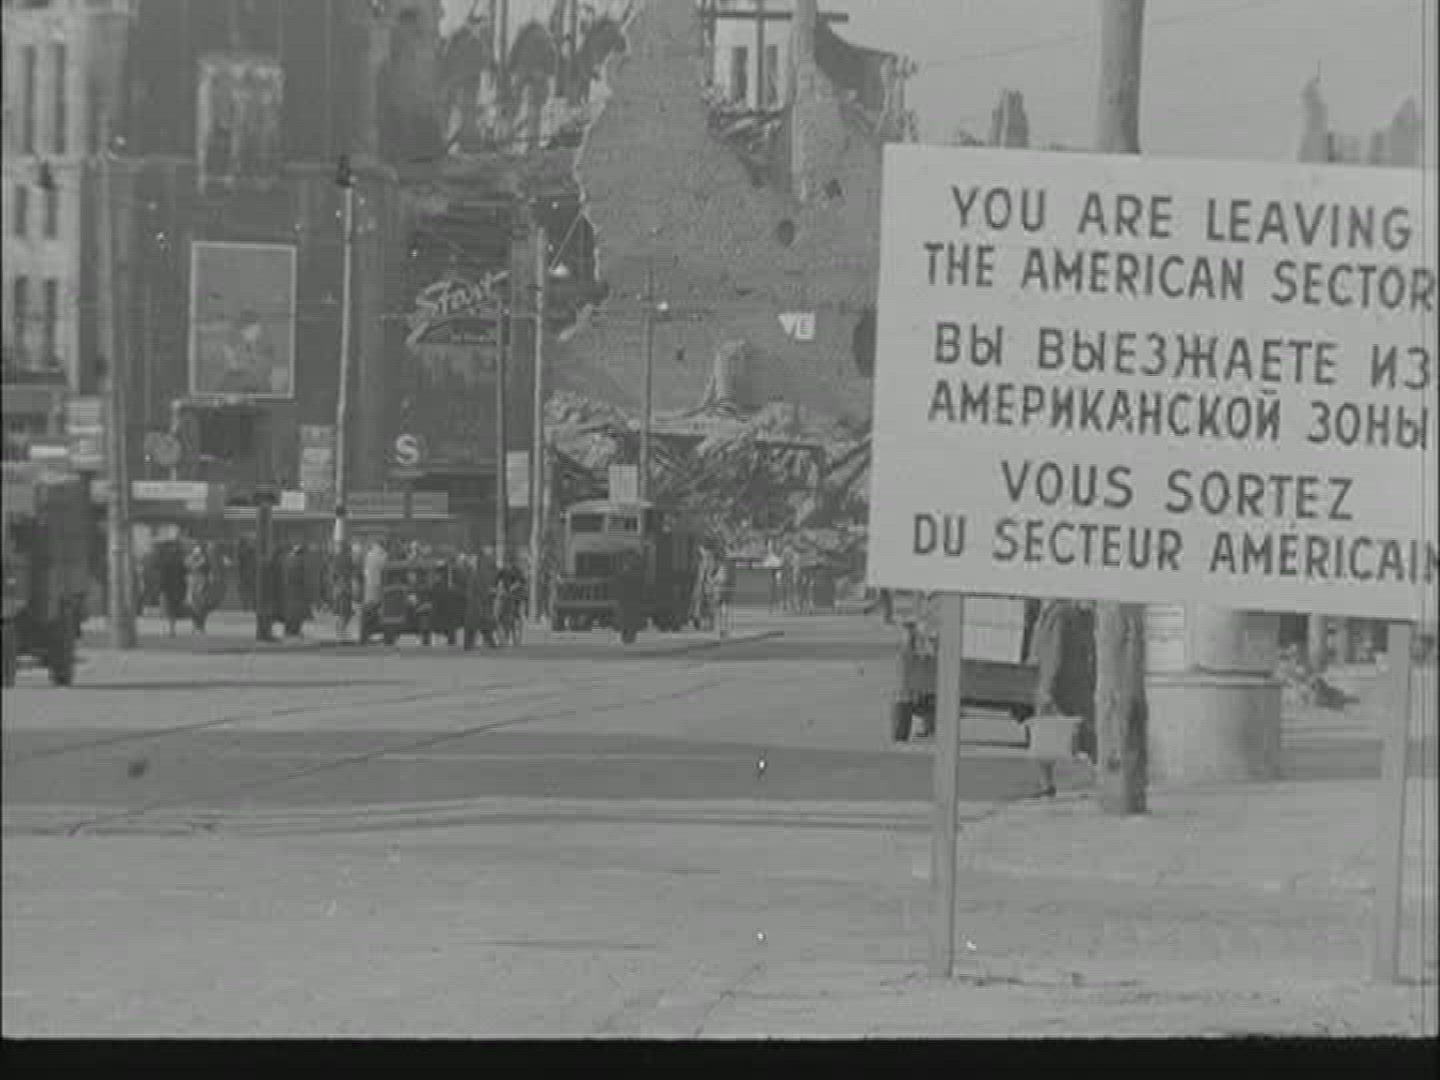 YOU ARE LEAVING
THE AMERICAN SECTOR
ВЫ ВЫЕЗЖАЕТЕ ИЗ
АМЕРИКАНСКОЙ ЗОНЫ
VOUS SORTEZ
DU SECTEUR AMÉRICAIN
S